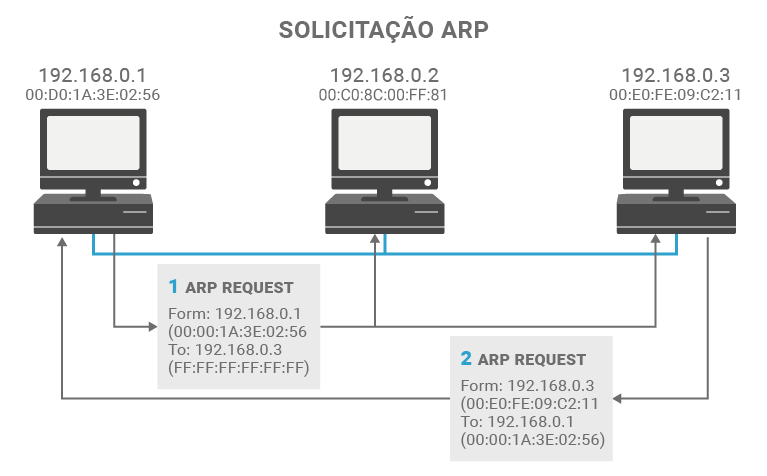 SOLICITAÇÃO ARP
192.168.0.1
00:D0:1A:3E:02:56
192.168.0.2
00:C0:8C:00:FF:81
192.168.0.3
00:E0:FE:09:C2:11
1 ARP REQUEST
Form: 192.168.0.1
(00:00:1A:3E:02:56
To: 192.168.0.3
(FF:FF:FF:FF:FF:FF)
2 ARP REQUEST
Form: 192.168.0.3
(00:E0:FE:09:C2:11
To: 192.168.0.1
(00:00:1A:3E:02:56)